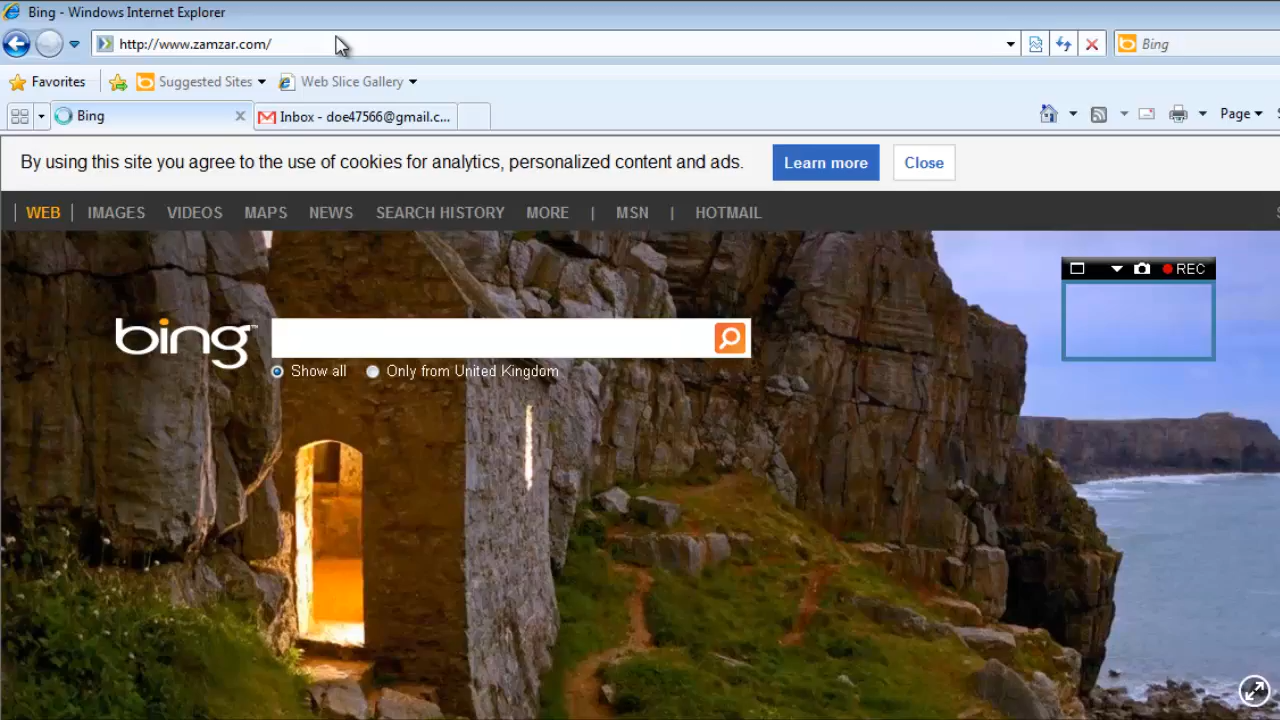 Bing - Windows Internet Explorer
http://www.zamzar.com/
Bing
Favorites
Suggested Sites
Web Slice Gallery
Bing
Inbox - doe47566@gmail.c...
Page
By using this site you agree to the use of cookies for analytics, personalized content and ads.
Learn more
Close
WEB | IMAGES VIDEOS MAPS NEWS SEARCH HISTORY MORE | MSN | HOTMAIL
REC
bing™
Show all
Only from United Kingdom